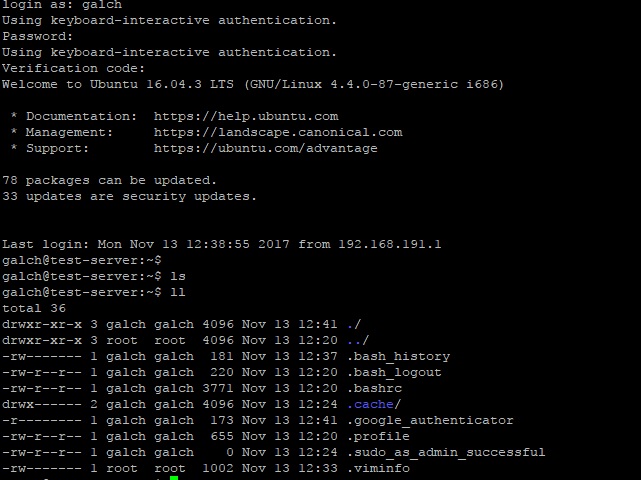 login as: galch
Using keyboard-interactive authentication.
Password:
Using keyboard-interactive authentication.
Verification code:
Welcome to Ubuntu 16.04.3 LTS (GNU/Linux 4.4.0-87-generic i686)
* Documentation:  https://help.ubuntu.com
* Management:     https://landscape.canonical.com
* Support:        https://ubuntu.com/advantage
78 packages can be updated.
33 updates are security updates.
Last login: Mon Nov 13 12:38:55 2017 from 192.168.191.1
galch@test-server:~$
galch@test-server:~$ ls
galch@test-server:~$ ll
total 36
drwxr-xr-x 3 galch galch 4096 Nov 13 12:41 ./
drwxr-xr-x 3 root  root  4096 Nov 13 12:20 ../
-rw------- 1 galch galch  181 Nov 13 12:37 .bash_history
-rw-r--r-- 1 galch galch  220 Nov 13 12:20 .bash_logout
-rw-r--r-- 1 galch galch 3771 Nov 13 12:20 .bashrc
drwx------ 2 galch galch 4096 Nov 13 12:24 .cache/
-r-------- 1 galch galch  173 Nov 13 12:41 .google_authenticator
-rw-r--r-- 1 galch galch  655 Nov 13 12:20 .profile
-rw-r--r-- 1 galch galch    0 Nov 13 12:24 .sudo_as_admin_successful
-rw------- 1 root  root  1002 Nov 13 12:33 .viminfo